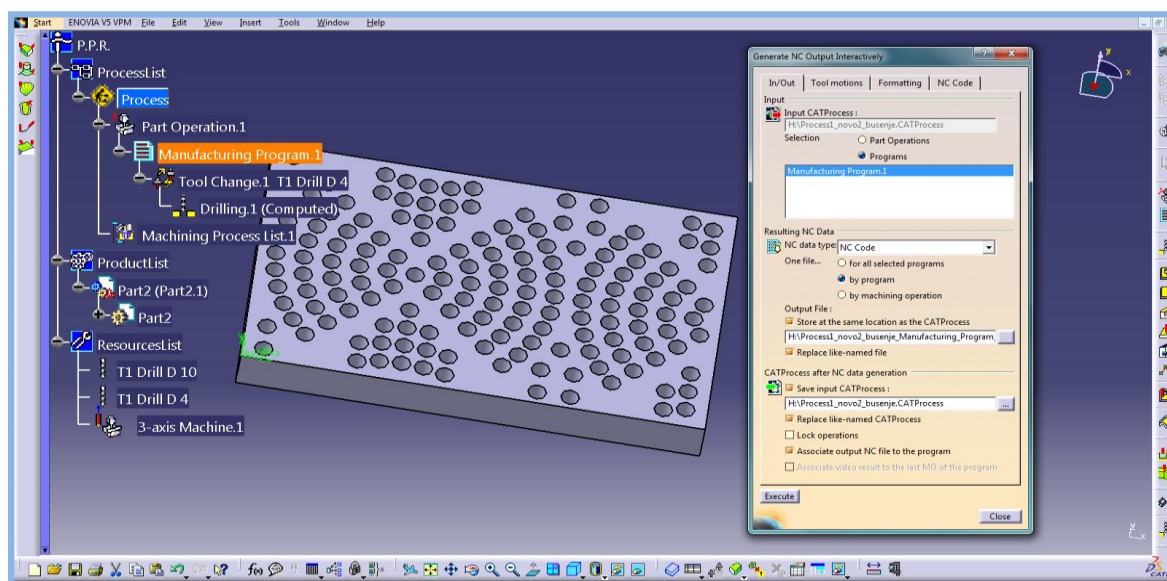 Start ENOVIA V5 VPM File Edit View Insert Tools Window Help
P.P.R.
ProcessList
Process
Part Operation.1
Manufacturing Program.1
Tool Change.1 T1 Drill D 4
Drilling.1 (Computed)
Machining Process List.1
ProductList
Part2 (Part2.1)
Part2
ResourcesList
T1 Drill D 10
T1 Drill D 4
3-axis Machine.1
Generate NC Output Interactively
In/Out Tool motions Formatting NC Code
Input
Input CATProcess :
H:\Process1_novo2_busenje.CATProcess
Selection Part Operations
Programs
Manufacturing Program.1
Resulting NC Data
NC data type: NC Code
One file... for all selected programs
by program
by machining operation
Output File :
Store at the same location as the CATProcess
H:\Process1_novo2_busenje_Manufacturing_Program_ ...
Replace like-named file
CATProcess after NC data generation
Save input CATProcess :
H:\Process1_novo2_busenje.CATProcess ...
Replace like-named CATProcess
Lock operations
Associate output NC file to the program
Associate video result to the last MO of the program
Execute
Close